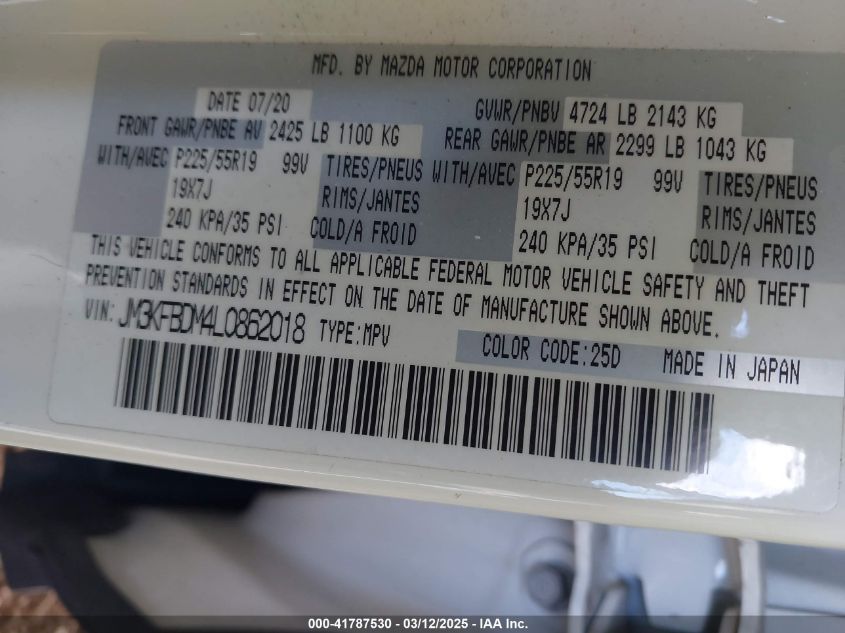 MFD. BY MAZDA MOTOR CORPORATION
DATE 07/20 GVWR/PNBV 4724 LB 2143 KG
FRONT GAWR/PNBE AV 2425 LB 1100 KG REAR GAWR/PNBE AR 2299 LB 1043 KG
WITH/AVEC P225/55R19 99V TIRES/PNEUS WITH/AVEC P225/55R19 99V TIRES/PNEUS
19X7J RIMS/JANTES 19X7J RIMS/JANTES
240 KPA/35 PSI COLD/A FROID 240 KPA/35 PSI COLD/A FROID
THIS VEHICLE CONFORMS TO ALL APPLICABLE FEDERAL MOTOR VEHICLE SAFETY AND THEFT
PREVENTION STANDARDS IN EFFECT ON THE DATE OF MANUFACTURE SHOWN ABOVE.
VIN: JM3KFBDM4L0862018 TYPE:MPV
COLOR CODE:25D MADE IN JAPAN
000-41787530 - 03/12/2025 - IAA Inc.